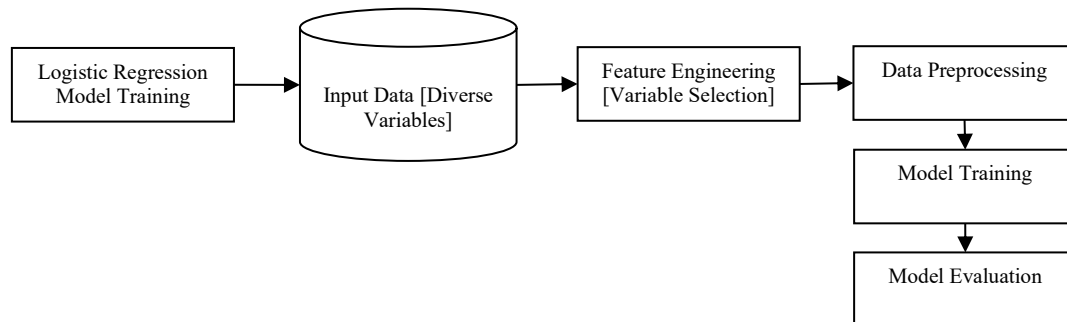 Logistic Regression
Model Training
Input Data [Diverse
Variables]
Feature Engineering
[Variable Selection]
Data Preprocessing
Model Training
Model Evaluation